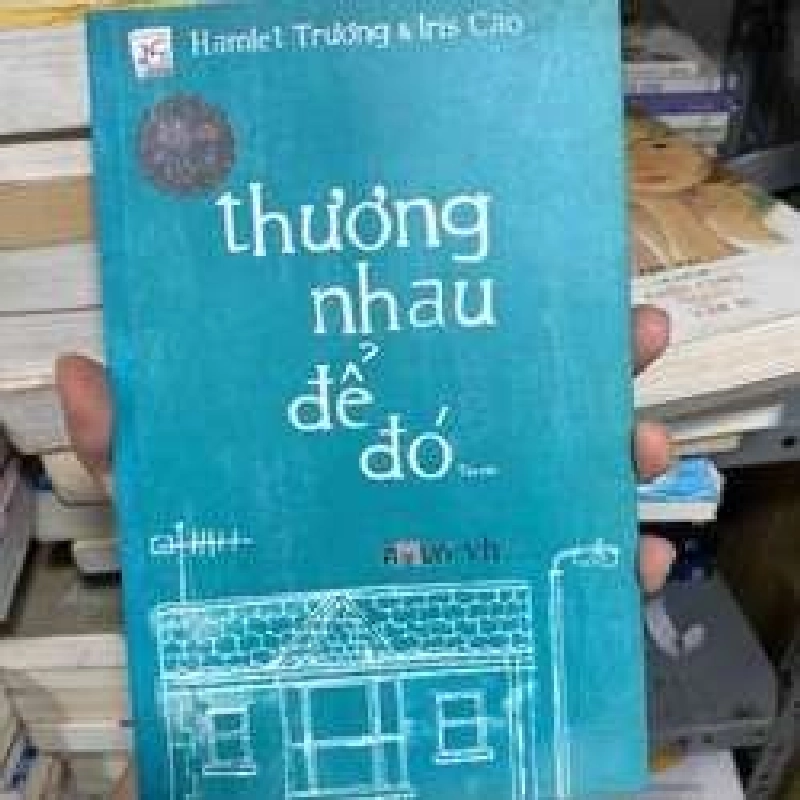 Hamlet Trương & Iris Cao
thương
nhau
để
đó